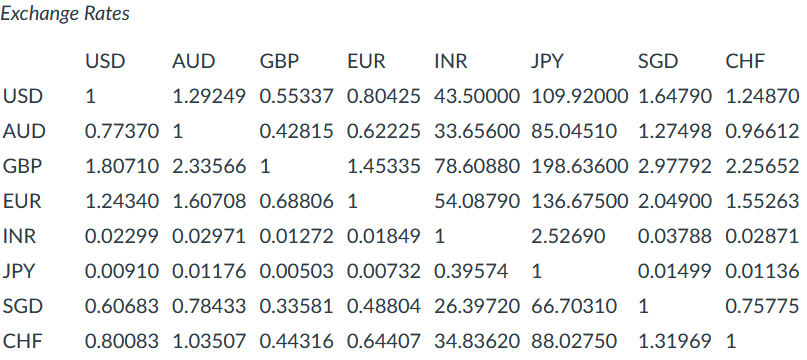 Exchange Rates
USD AUD GBP EUR INR JPY SGD CHF
USD 1 1.29249 0.55337 0.80425 43.50000 109.92000 1.64790 1.24870
AUD 0.77370 1 0.42815 0.62225 33.65600 85.04510 1.27498 0.96612
GBP 1.80710 2.33566 1 1.45335 78.60880 198.63600 2.97792 2.25652
EUR 1.24340 1.60708 0.68806 1 54.08790 136.67500 2.04900 1.55263
INR 0.02299 0.02971 0.01272 0.01849 1 2.52690 0.03788 0.02871
JPY 0.00910 0.01176 0.00503 0.00732 0.39574 1 0.01499 0.01136
SGD 0.60683 0.78433 0.33581 0.48804 26.39720 66.70310 1 0.75775
CHF 0.80083 1.03507 0.44316 0.64407 34.83620 88.02750 1.31969 1